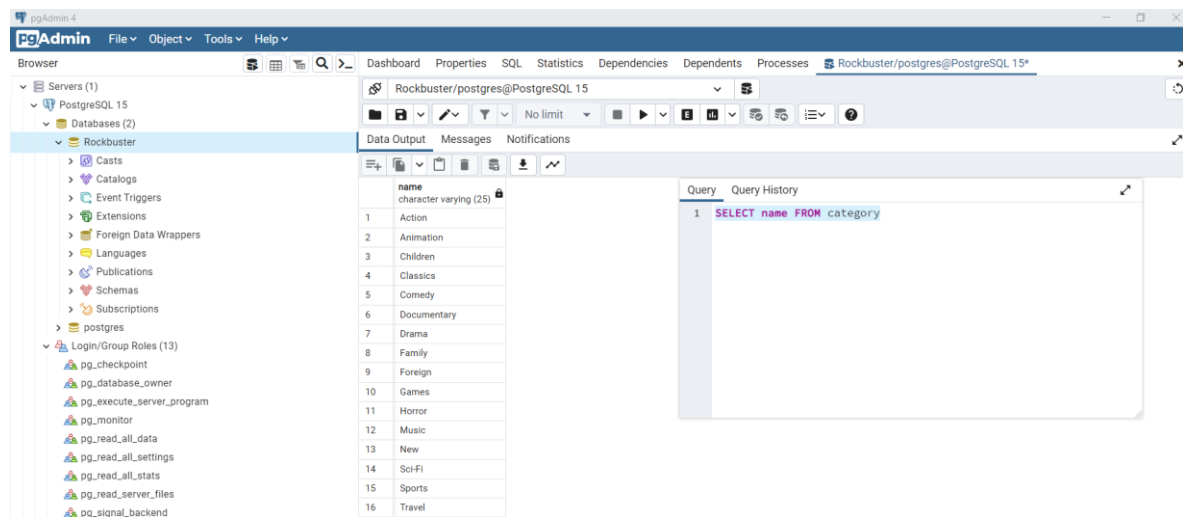 pgAdmin 4
pgAdmin File Object Tools Help
Browser
Servers (1)
PostgreSQL 15
Databases (2)
Rockbuster
Casts
Catalogs
Event Triggers
Extensions
Foreign Data Wrappers
Languages
Publications
Schemas
Subscriptions
postgres
Login/Group Roles (13)
pg_checkpoint
pg_database_owner
pg_execute_server_program
pg_monitor
pg_read_all_data
pg_read_all_settings
pg_read_all_stats
pg_read_server_files
pg_signal_backend
Dashboard Properties SQL Statistics Dependencies Dependents Processes Rockbuster/postgres@PostgreSQL 15*
Rockbuster/postgres@PostgreSQL 15
No limit E
Data Output Messages Notifications
name
character varying (25)
1 Action
2 Animation
3 Children
4 Classics
5 Comedy
6 Documentary
7 Drama
8 Family
9 Foreign
10 Games
11 Horror
12 Music
13 New
14 Sci-Fi
15 Sports
16 Travel
Query Query History
1 SELECT name FROM category